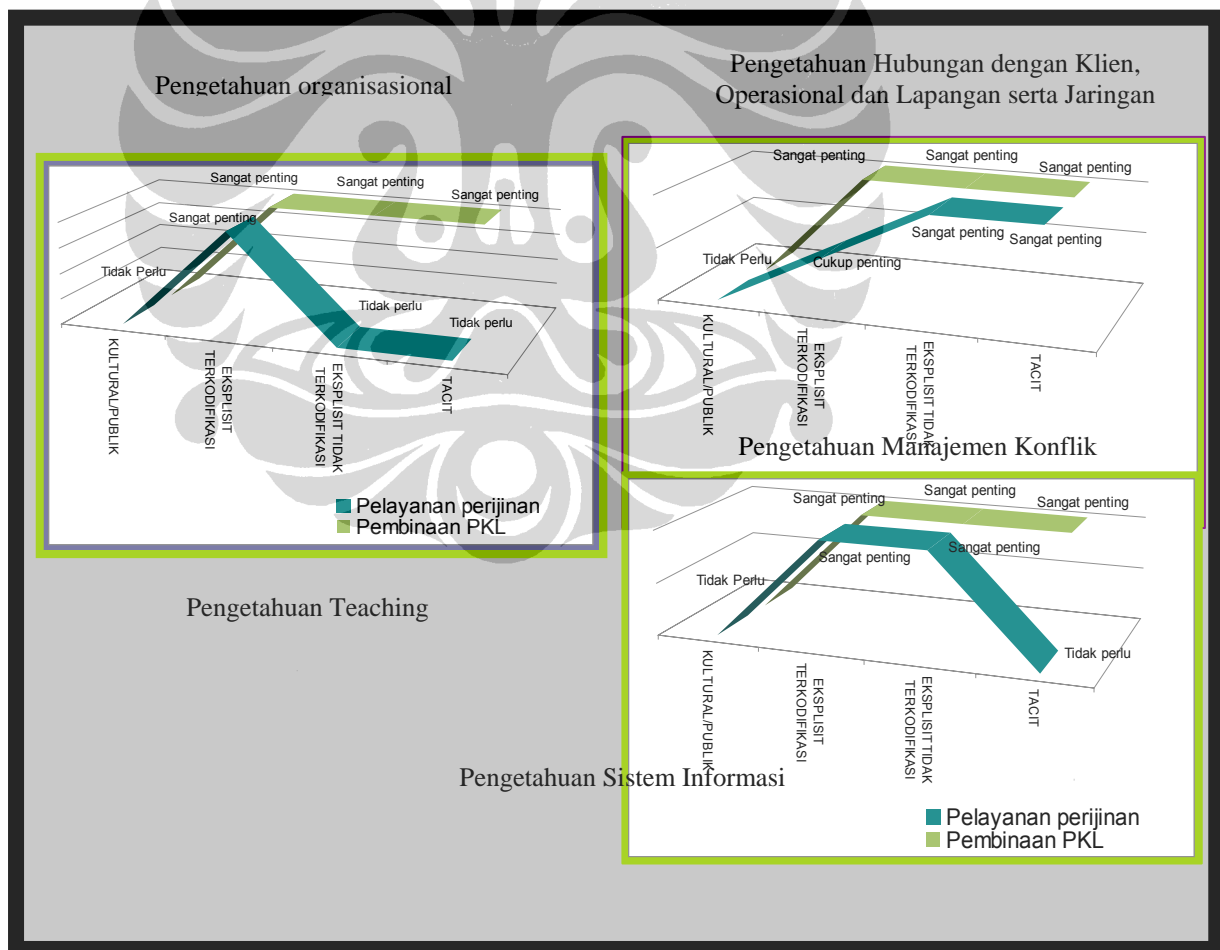 Pengetahuan organisasional
Sangat penting
Sangat penting
Sangat penting
Sangat penting
Tidak Perlu
Tidak perlu
Tidak perlu
KULTURAL/PUBLIK
EKSPLISIT
TERKODIFIKASI
EKSPLISIT TIDAK
TERKODIFIKASI
TACIT
Pelayanan perijinan
Pembinaan PKL
Pengetahuan Hubungan dengan Klien,
Operasional dan Lapangan serta Jaringan
Sangat penting
Sangat penting
Sangat penting
Sangat penting
Sangat penting
Tidak Perlu
Cukup penting
KULTURAL/PUBLIK
EKSPLISIT
TERKODIFIKASI
EKSPLISIT TIDAK
TERKODIFIKASI
TACIT
Pengetahuan Manajemen Konflik
Sangat penting
Sangat penting
Sangat penting
Sangat penting
Sangat penting
Tidak Perlu
Tidak perlu
KULTURAL/PUBLIK
EKSPLISIT
TERKODIFIKASI
EKSPLISIT TIDAK
TERKODIFIKASI
TACIT
Pelayanan perijinan
Pembinaan PKL
Pengetahuan Teaching
Pengetahuan Sistem Informasi